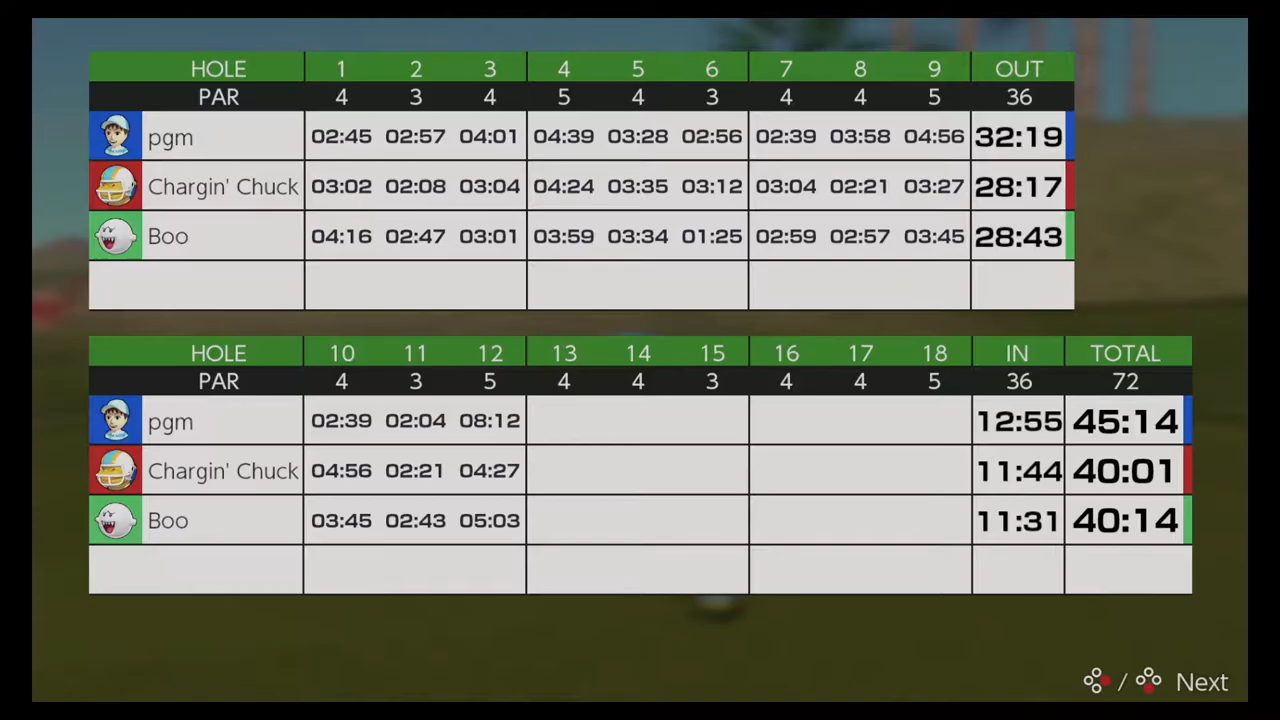 HOLE 1 2 3 4 5 6 7 8 9 OUT
PAR 4 3 4 5 4 3 4 4 5 36
pgm 02:45 02:57 04:01 04:39 03:28 02:56 02:39 03:58 04:56 32:19
Chargin' Chuck 03:02 02:08 03:04 04:24 03:35 03:12 03:04 02:21 03:27 28:17
Boo 04:16 02:47 03:01 03:59 03:34 01:25 02:59 02:57 03:45 28:43
HOLE 10 11 12 13 14 15 16 17 18 IN TOTAL
PAR 4 3 5 4 4 3 4 4 5 36 72
pgm 02:39 02:04 08:12 12:55 45:14
Chargin' Chuck 04:56 02:21 04:27 11:44 40:01
Boo 03:45 02:43 05:03 11:31 40:14
/ Next